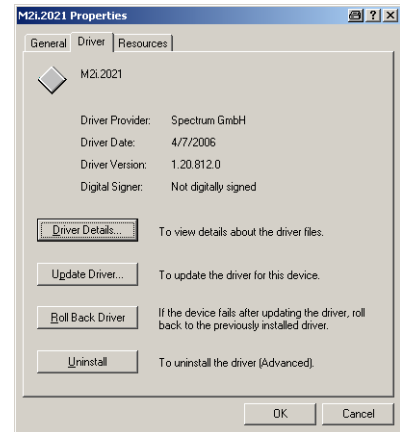 M2i.2021 Properties
General Driver Resources
M2i.2021
Driver Provider: Spectrum GmbH
Driver Date: 4/7/2006
Driver Version: 1.20.812.0
Digital Signer: Not digitally signed
Driver Details... To view details about the driver files.
Update Driver... To update the driver for this device.
Roll Back Driver If the device fails after updating the driver, roll
back to the previously installed driver.
Uninstall To uninstall the driver (Advanced).
OK Cancel